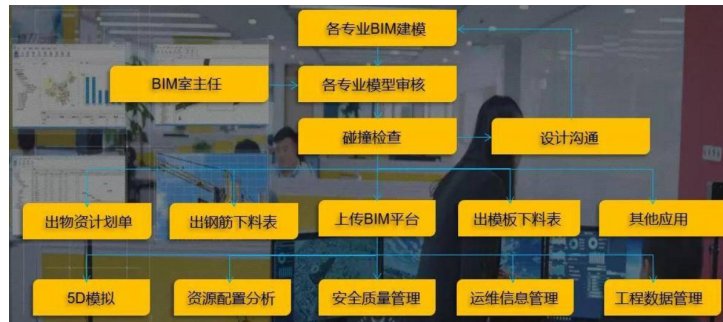 各专业BIM建模
BIM室主任
各专业模型审核
碰撞检查
设计沟通
出物资计划单
出钢筋下料表
上传BIM平台
出模板下料表
其他应用
5D模拟
资源配置分析
安全质量管理
运维信息管理
工程数据管理